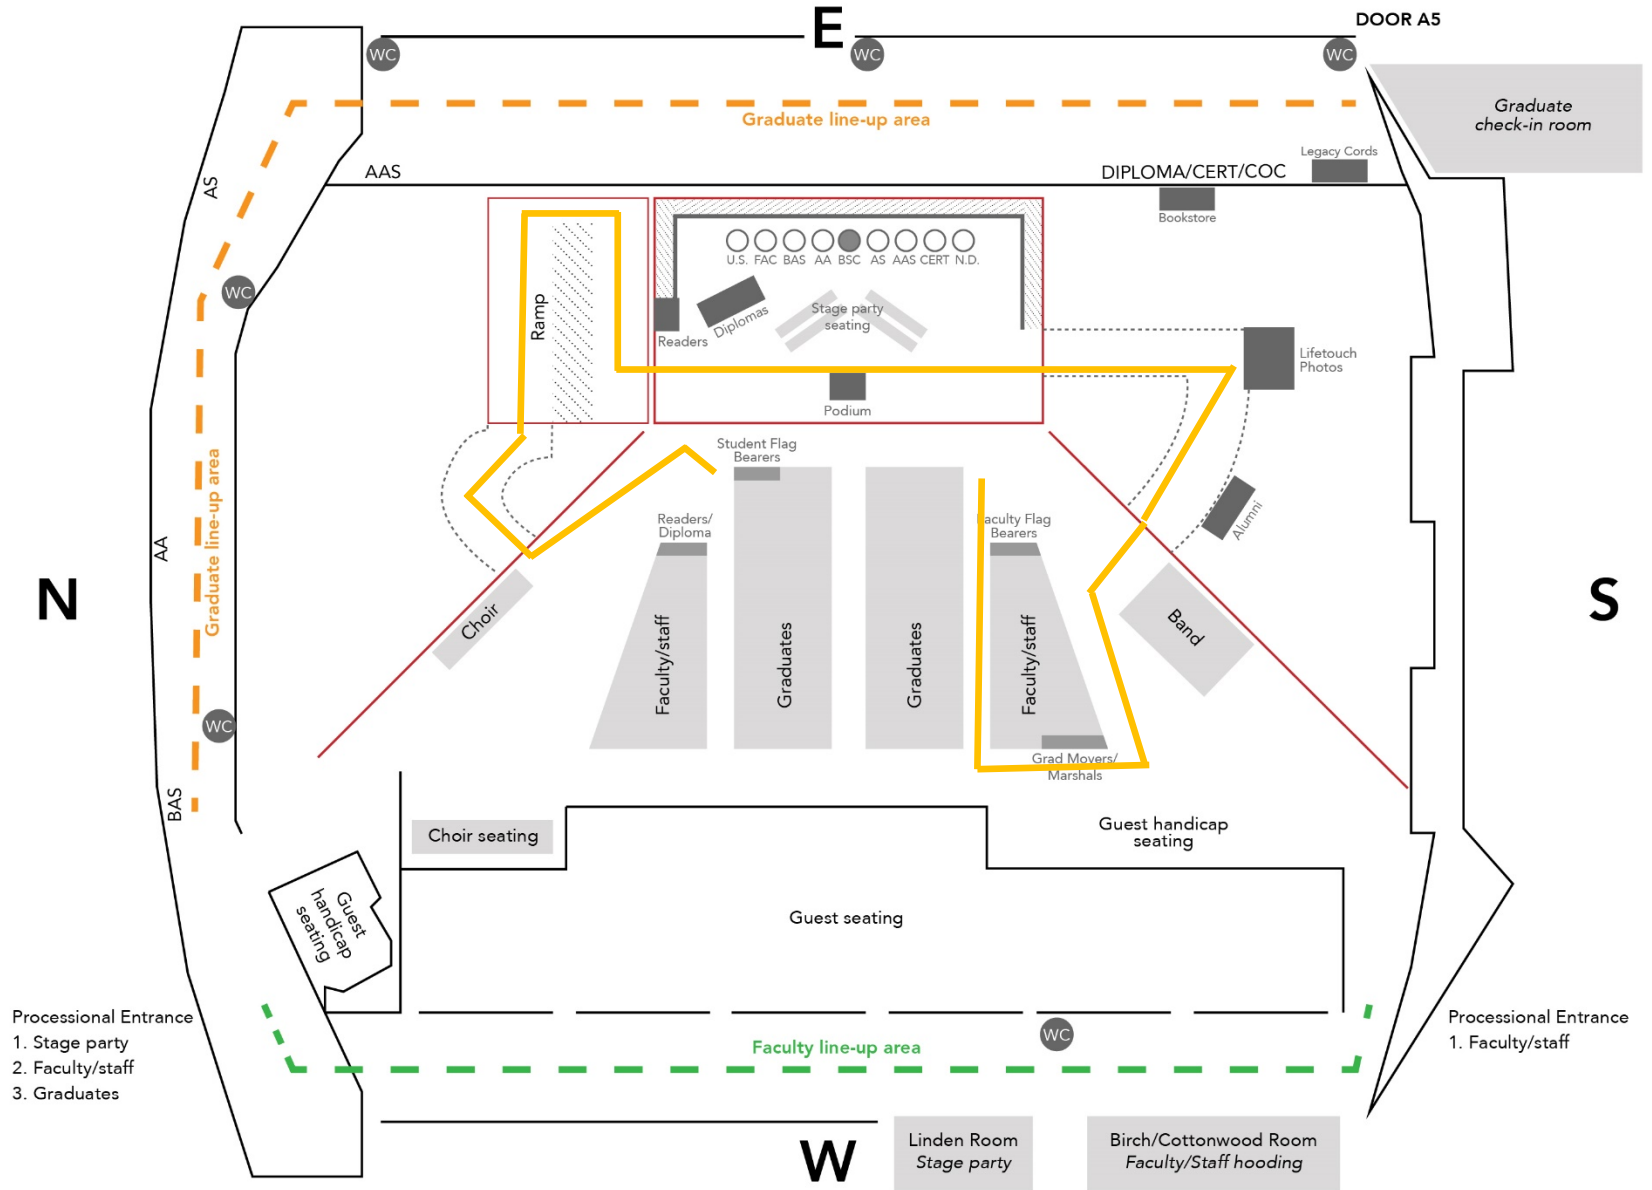 E
DOOR A5
WC
WC
WC
Graduate
check-in room
Graduate line-up area
Legacy Cords
AAS
DIPLOMA/CERT/COC
AS
Bookstore
U.S. FAC BAS AA BSC AS AAS CERT N.D.
WC
Ramp
Diplomas
Stage party
seating
Readers
Lifetouch
Photos
Podium
Student Flag
Bearers
Graduate line-up area
AA
Readers/
Diploma
Faculty Flag
Bearers
Alumni
N
S
Choir
Band
Faculty/staff
Graduates
Graduates
Faculty/staff
WC
Grad Movers/
Marshals
BAS
Choir seating
Guest handicap
seating
Guest
handicap
seating
Guest seating
Processional Entrance
1. Stage party
2. Faculty/staff
3. Graduates
Processional Entrance
1. Faculty/staff
WC
Faculty line-up area
W
Linden Room
Stage party
Birch/Cottonwood Room
Faculty/Staff hooding